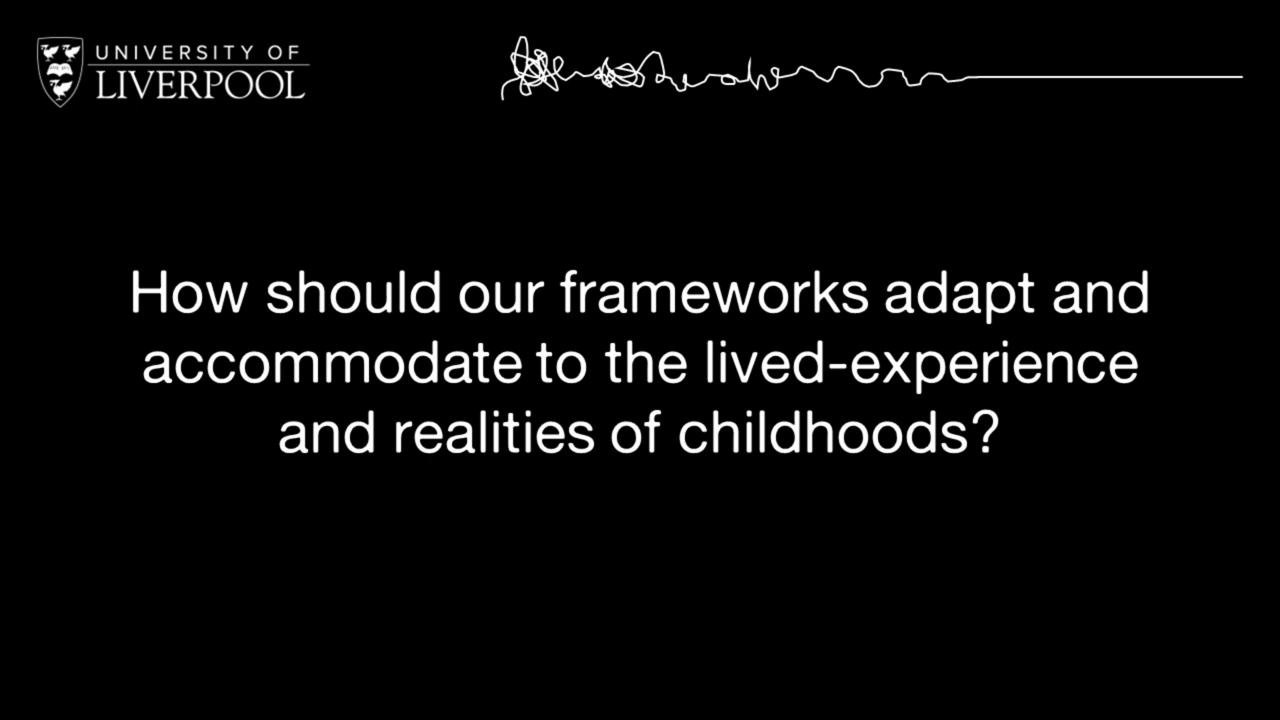 UNIVERSITY OF
LIVERPOOL
How should our frameworks adapt and
accommodate to the lived-experience
and realities of childhoods?